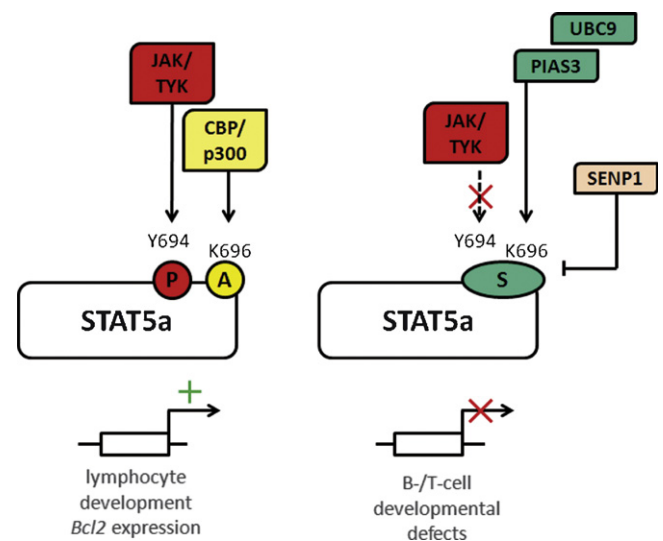 JAK/
TYK
CBP/
p300
Y694
K696
P
A
STAT5a
+
lymphocyte
development
Bcl2 expression
UBC9
PIAS3
JAK/
TYK
SENP1
Y694
K696
S
STAT5a
B-/T-cell
developmental
defects